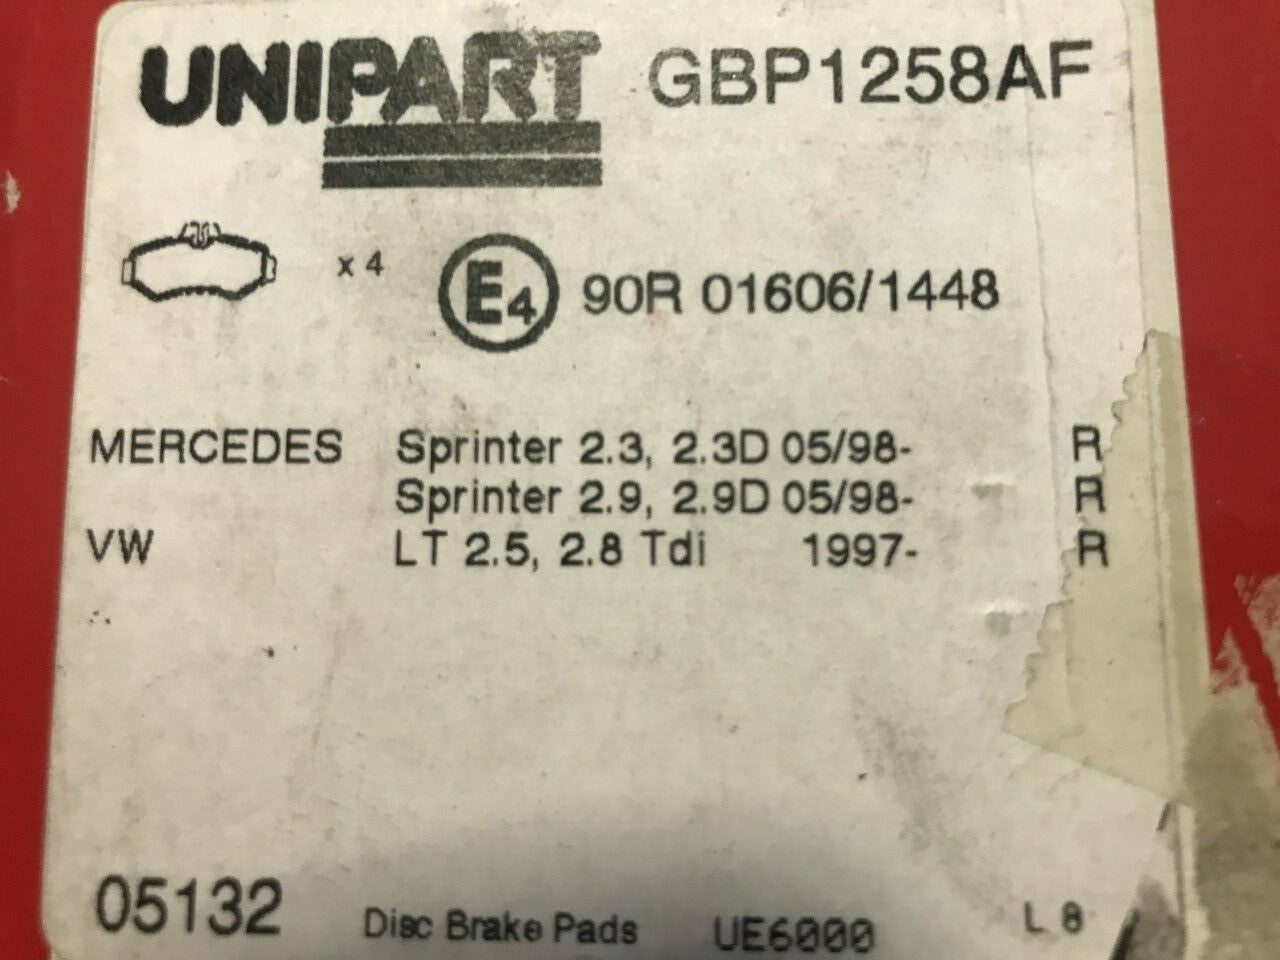 UNIPART GBP1258AF
x 4 E4 90R 01606/1448
MERCEDES Sprinter 2.3, 2.3D 05/98- R
Sprinter 2.9, 2.9D 05/98- R
VW LT 2.5, 2.8 Tdi 1997- R
05132 Disc Brake Pads UE6000 L 8